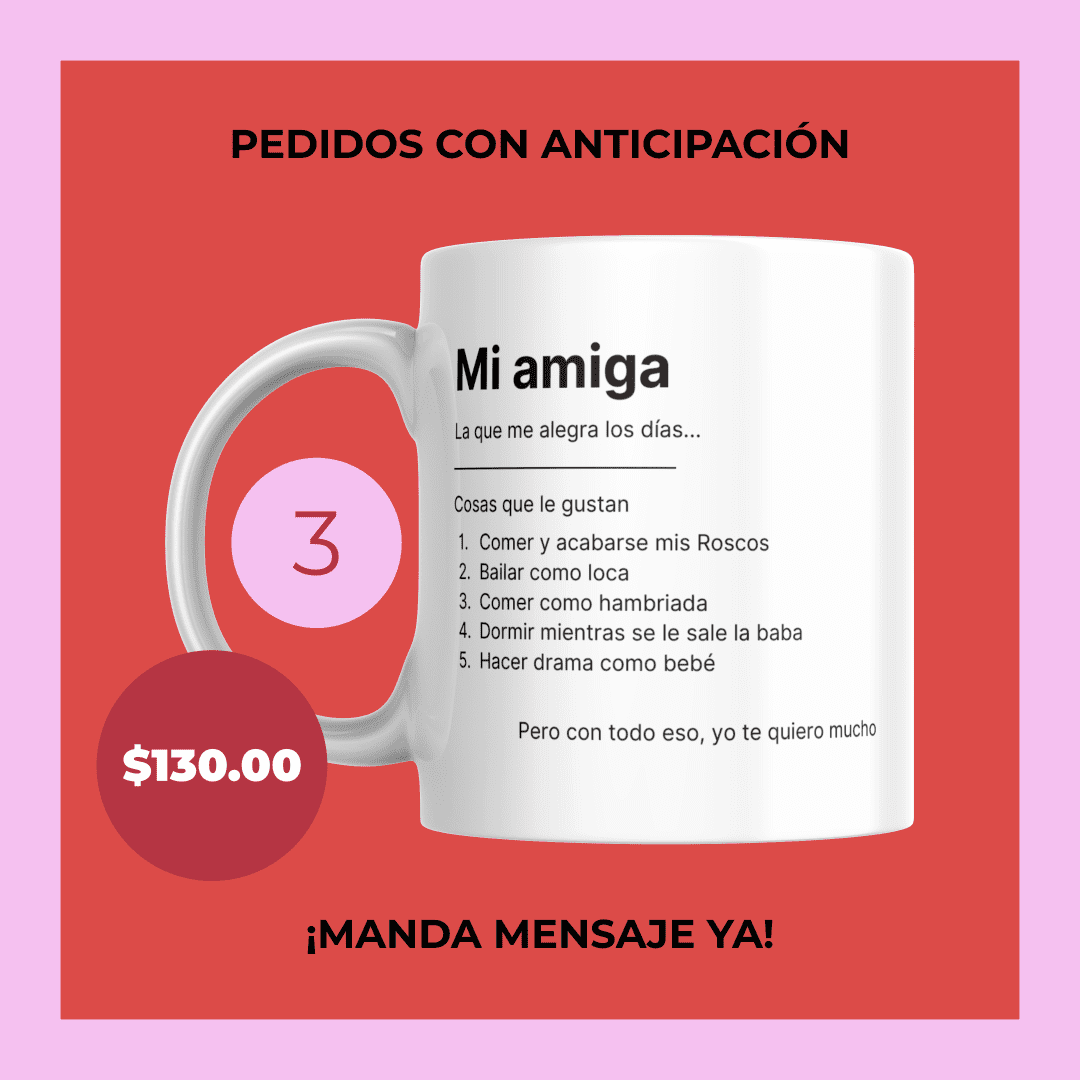 PEDIDOS CON ANTICIPACIÓN
Mi amiga
La que me alegra los días...
Cosas que le gustan
1. Comer y acabarse mis Roscos
2. Bailar como loca
3. Comer como hambriada
4. Dormir mientras se le sale la baba
5. Hacer drama como bebé
Pero con todo eso, yo te quiero mucho
3
$130.00
¡MANDA MENSAJE YA!